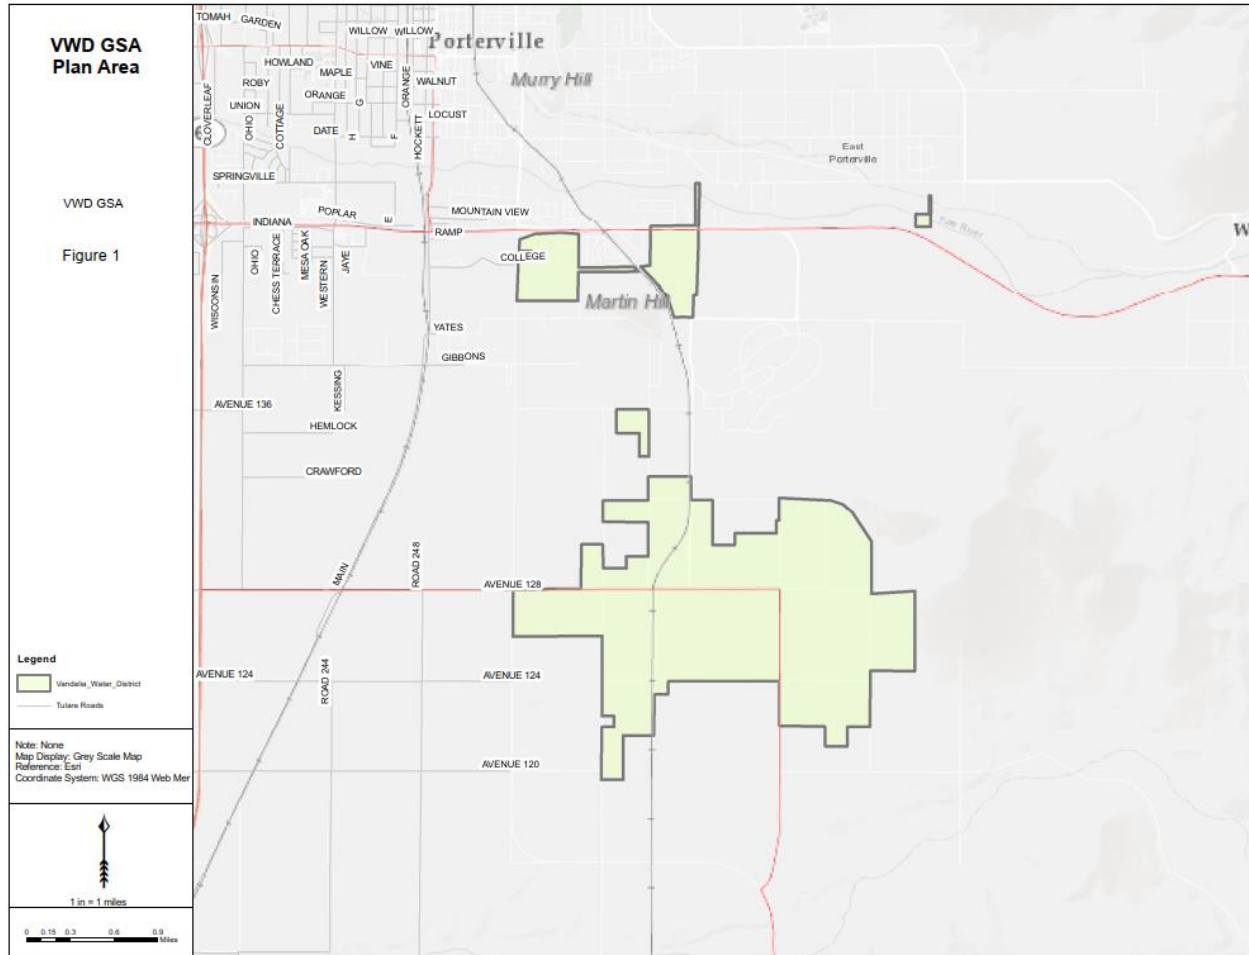 VWD GSA
Plan Area
VWD GSA
Figure 1
Legend
Vandalia_Water_District
Tulare Roads
Note: None
Map Display: Grey Scale Map
Reference: Esri
Coordinate System: WGS 1984 Web Mer
1 in = 1 miles
0 0.15 0.3 0.6 0.9
Miles
TOMAH
GARDEN
WILLOW
WILLOW
Porterville
HOWLAND
MAPLE
VINE
Murry Hill
ROBY
ORANGE
ORANGE
WALNUT
CLOVERLEAF
UNION
G
LOCUST
OHIO
COTTAGE
DATE
H
F
HOCKETT
East
Porterville
SPRINGVILLE
POPLAR
E
MOUNTAIN VIEW
INDIANA
RAMP
Tule River
W
COLLEGE
OHIO
CHESS TERRACE
MESA OAK
WESTERN
JAYE
WISCONSIN
Martin Hill
YATES
GIBBONS
KESSING
AVENUE 136
HEMLOCK
CRAWFORD
MAIN
ROAD 248
AVENUE 128
AVENUE 124
ROAD 244
AVENUE 124
AVENUE 120